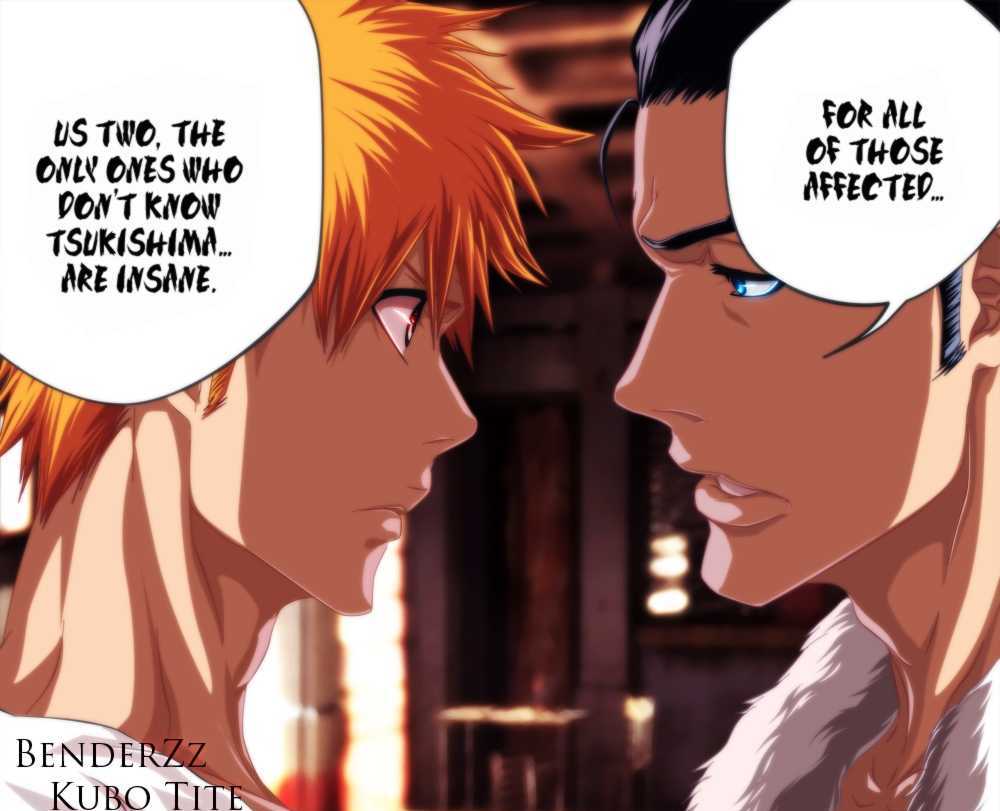 FOR ALL
OF THOSE
AFFECTED...
US TWO, THE
ONLY ONES WHO
DON'T KNOW
TSUKISHIMA...
ARE INSANE.
BENDERZZ
KUBO TITE